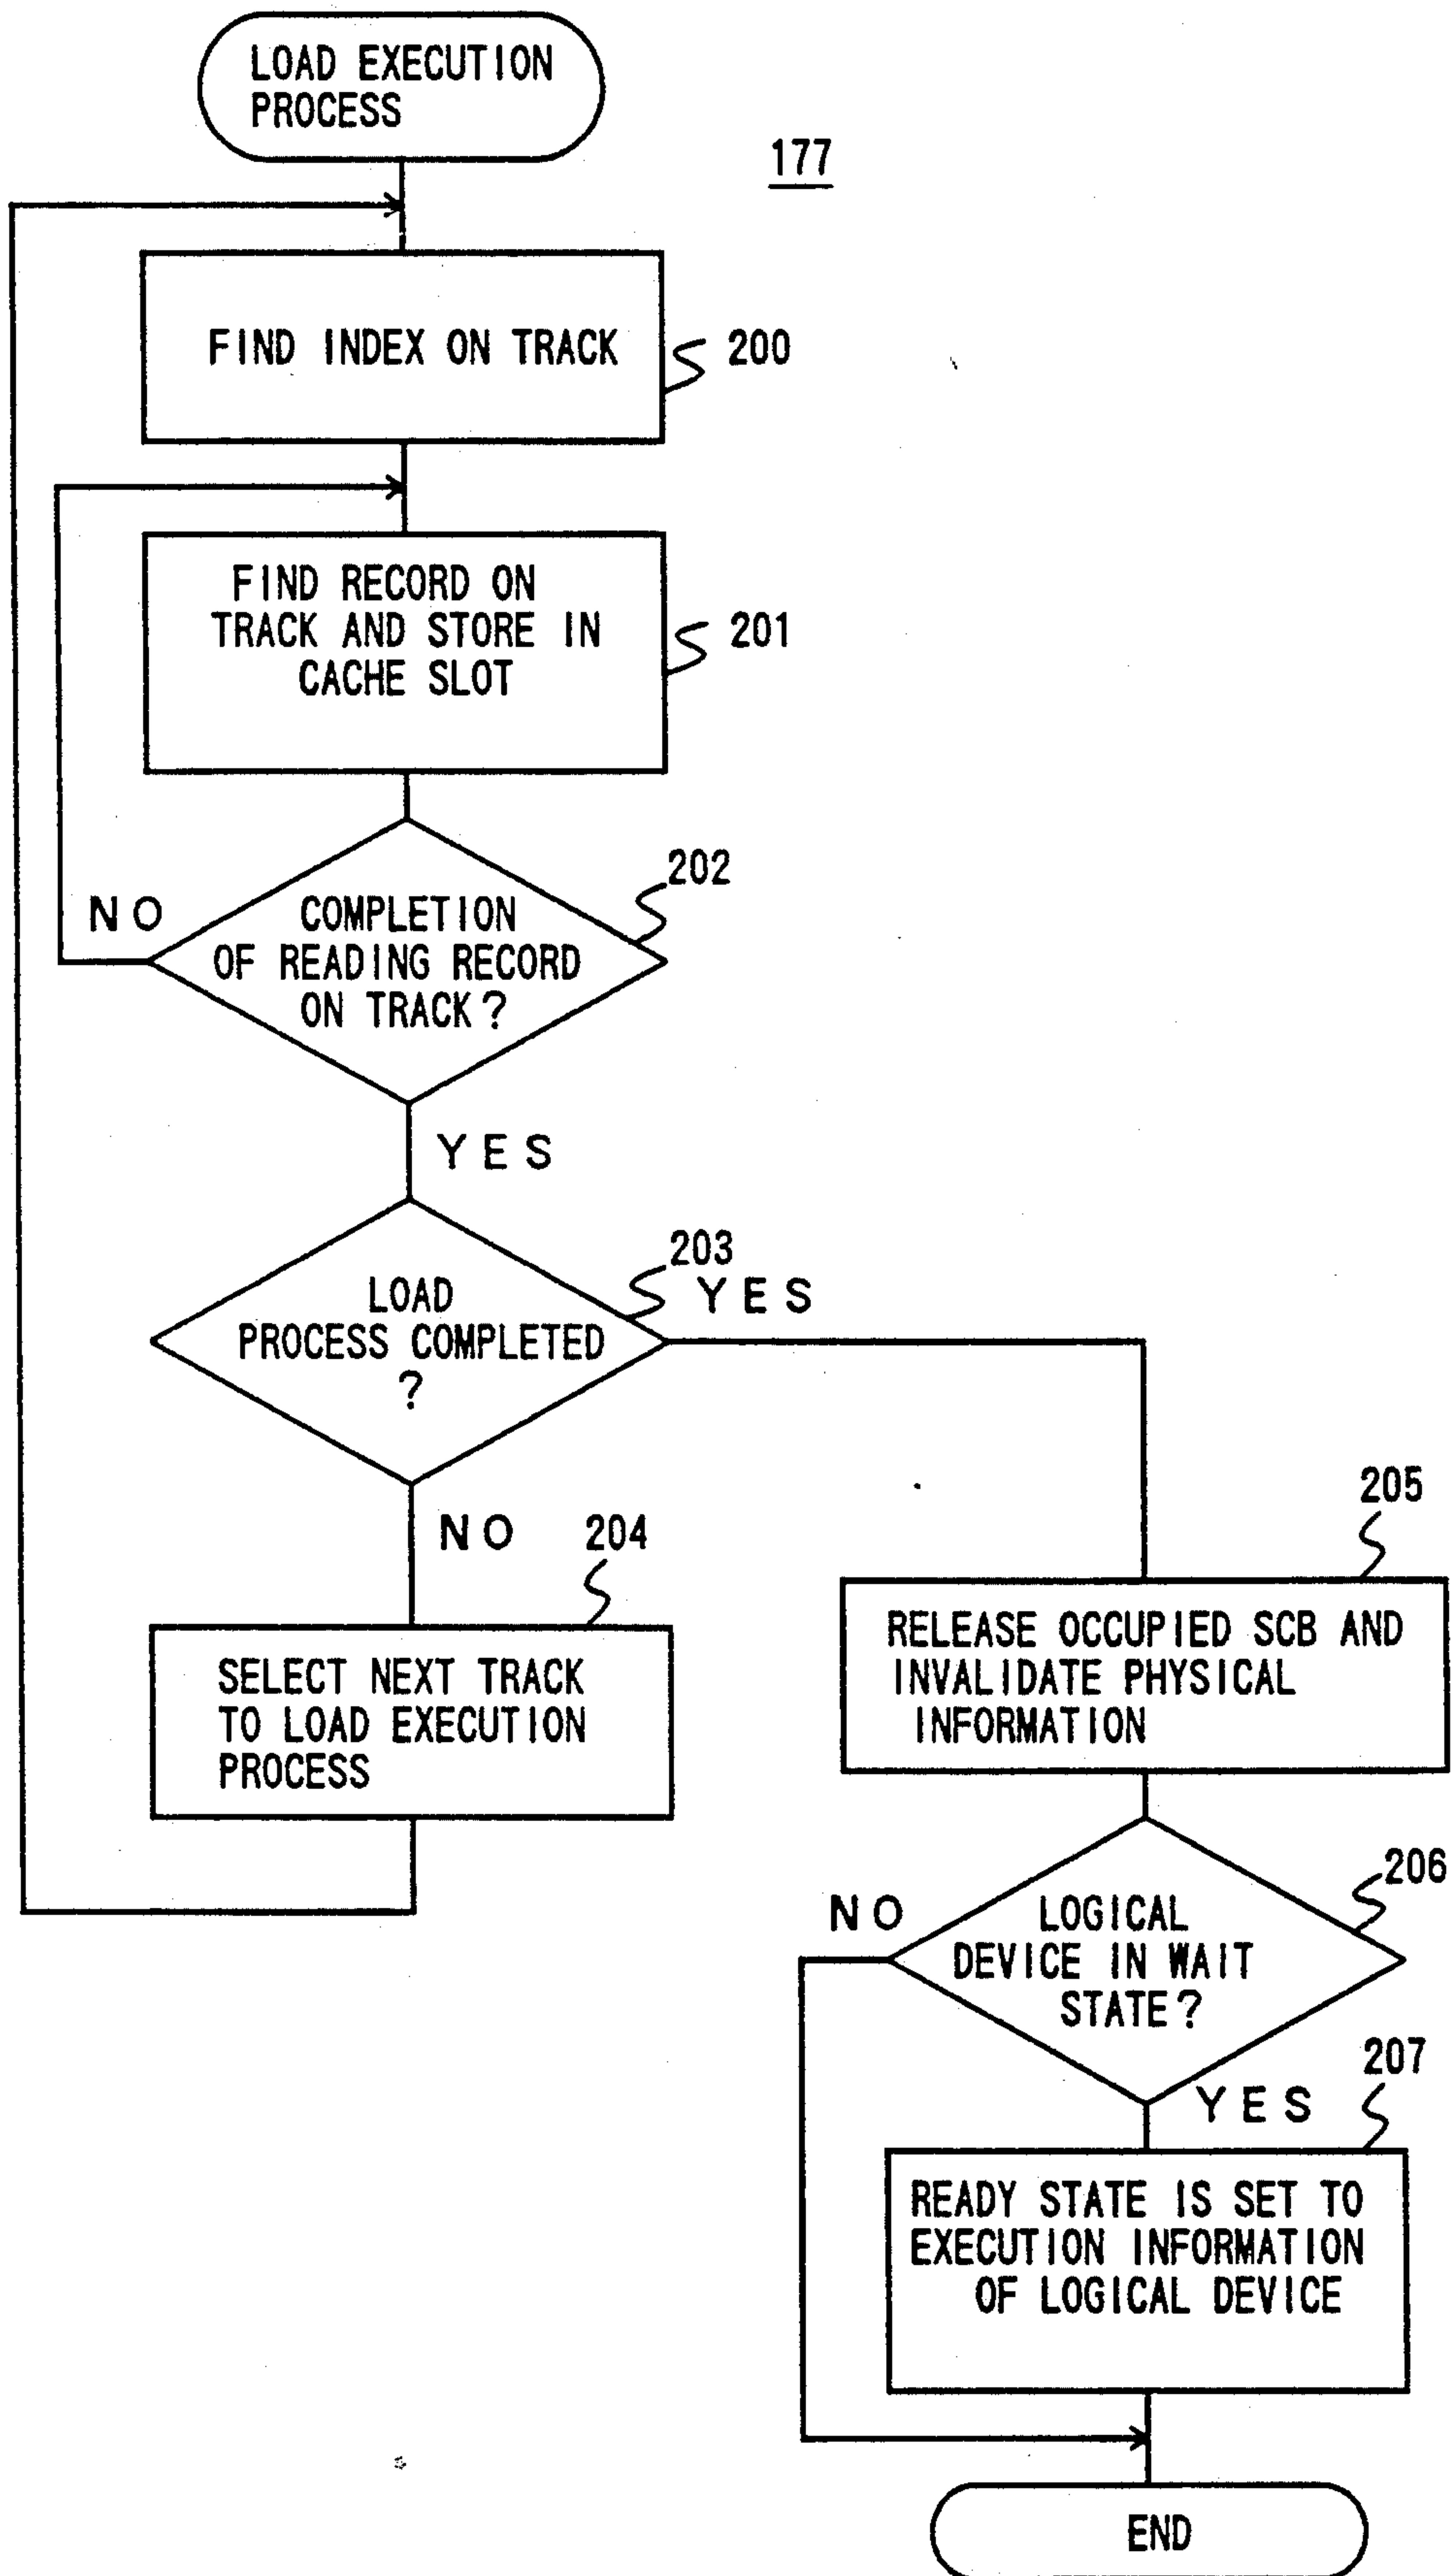 LOAD EXECUTION
PROCESS
177
FIND INDEX ON TRACK
200
FIND RECORD ON
TRACK AND STORE IN
CACHE SLOT
201
202
NO
COMPLETION
OF READING RECORD
ON TRACK?
YES
203
YES
LOAD
PROCESS COMPLETED
?
NO
204
SELECT NEXT TRACK
TO LOAD EXECUTION
PROCESS
205
RELEASE OCCUPIED SCB AND
INVALIDATE PHYSICAL
INFORMATION
206
NO
LOGICAL
DEVICE IN WAIT
STATE?
YES
207
READY STATE IS SET TO
EXECUTION INFORMATION
OF LOGICAL DEVICE
END